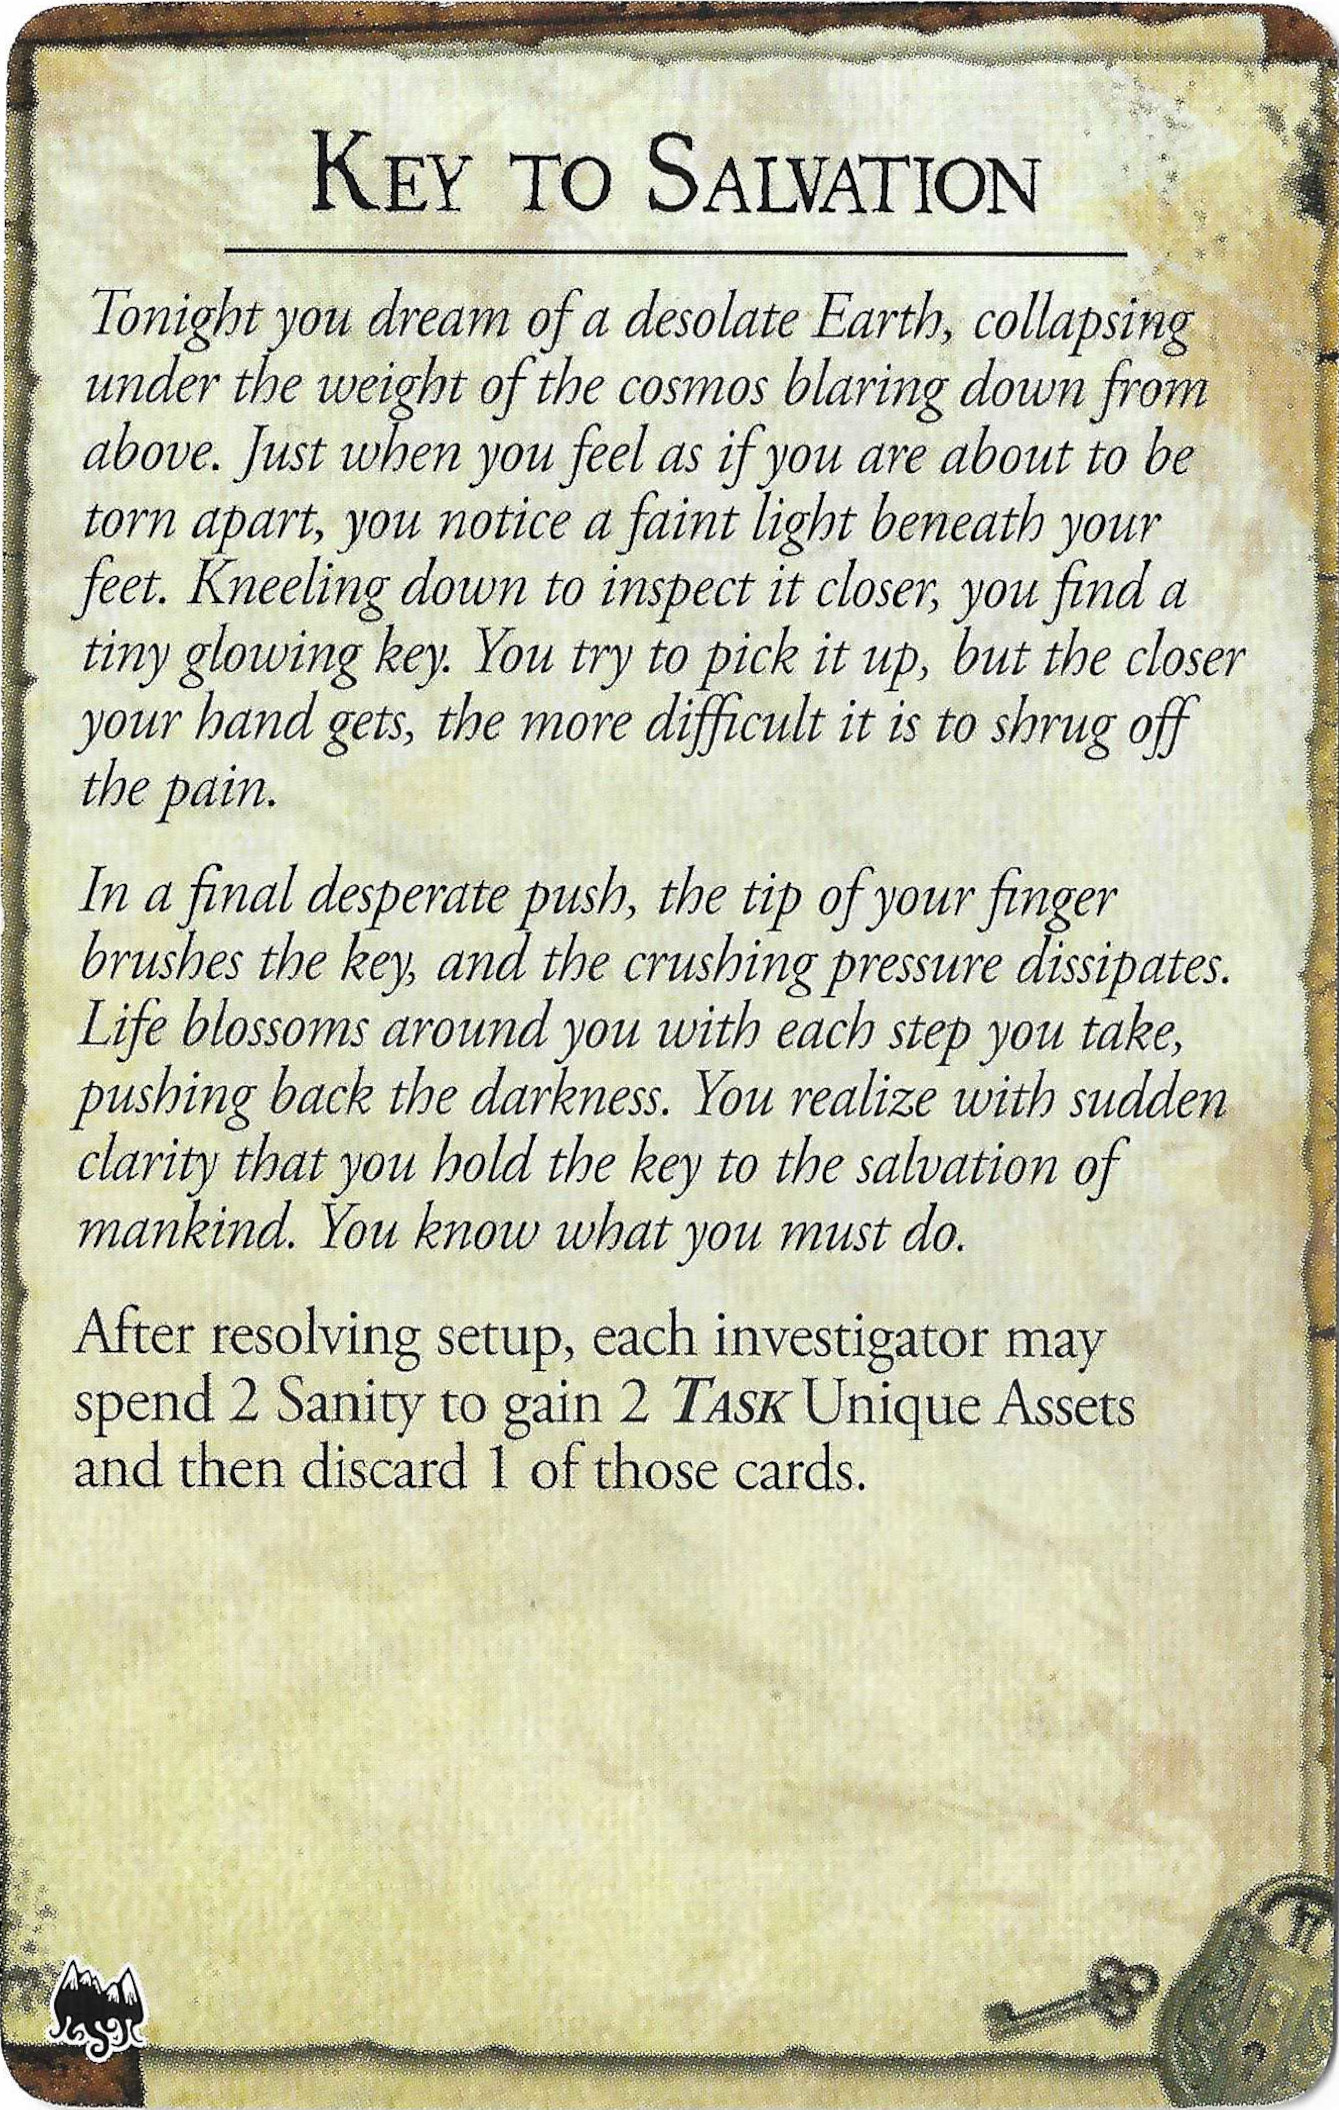 Key to Salvation
Tonight you dream of a desolate Earth, collapsing
under the weight of the cosmos blaring down from
above. Just when you feel as if you are about to be
torn apart, you notice a faint light beneath your
feet. Kneeling down to inspect it closer, you find a
tiny glowing key. You try to pick it up, but the closer
your hand gets, the more difficult it is to shrug off
the pain.
In a final desperate push, the tip of your finger
brushes the key, and the crushing pressure dissipates.
Life blossoms around you with each step you take,
pushing back the darkness. You realize with sudden
clarity that you hold the key to the salvation of
mankind. You know what you must do.
After resolving setup, each investigator may
spend 2 Sanity to gain 2 Task Unique Assets
and then discard 1 of those cards.